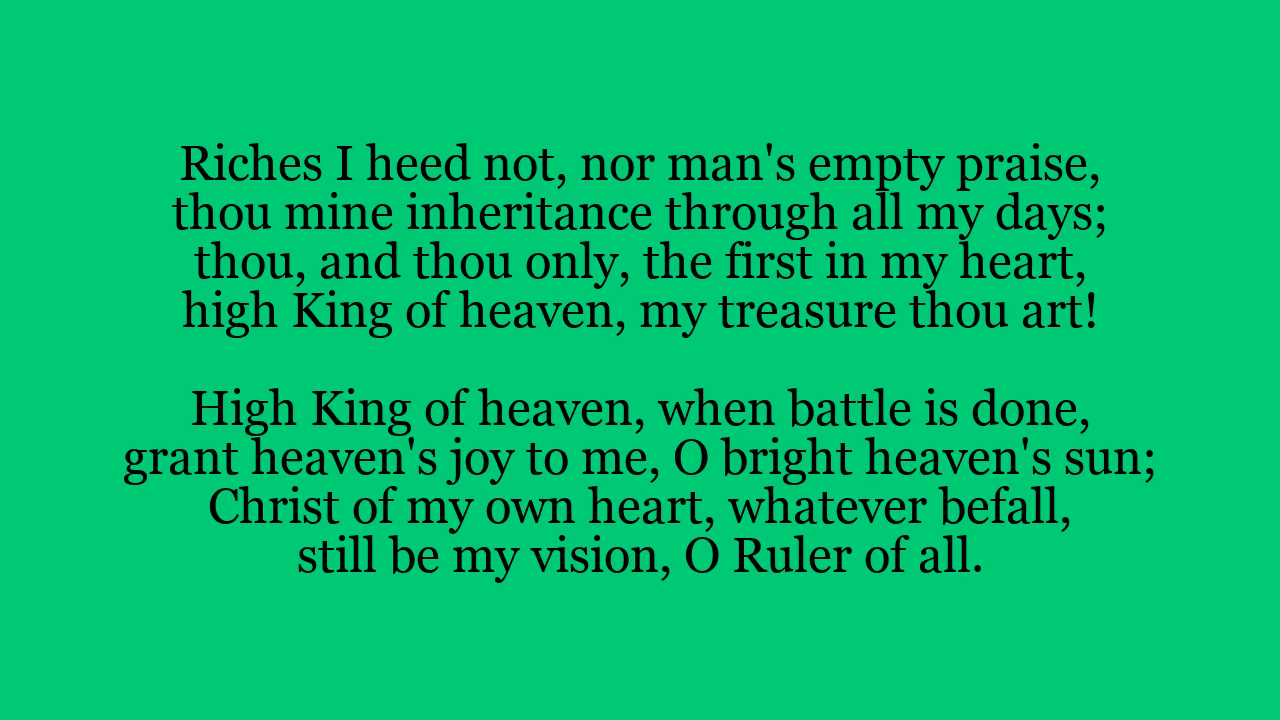 Riches I heed not, nor man's empty praise,
thou mine inheritance through all my days;
thou, and thou only, the first in my heart,
high King of heaven, my treasure thou art!

High King of heaven, when battle is done,
grant heaven's joy to me, O bright heaven's sun;
Christ of my own heart, whatever befall,
still be my vision, O Ruler of all.